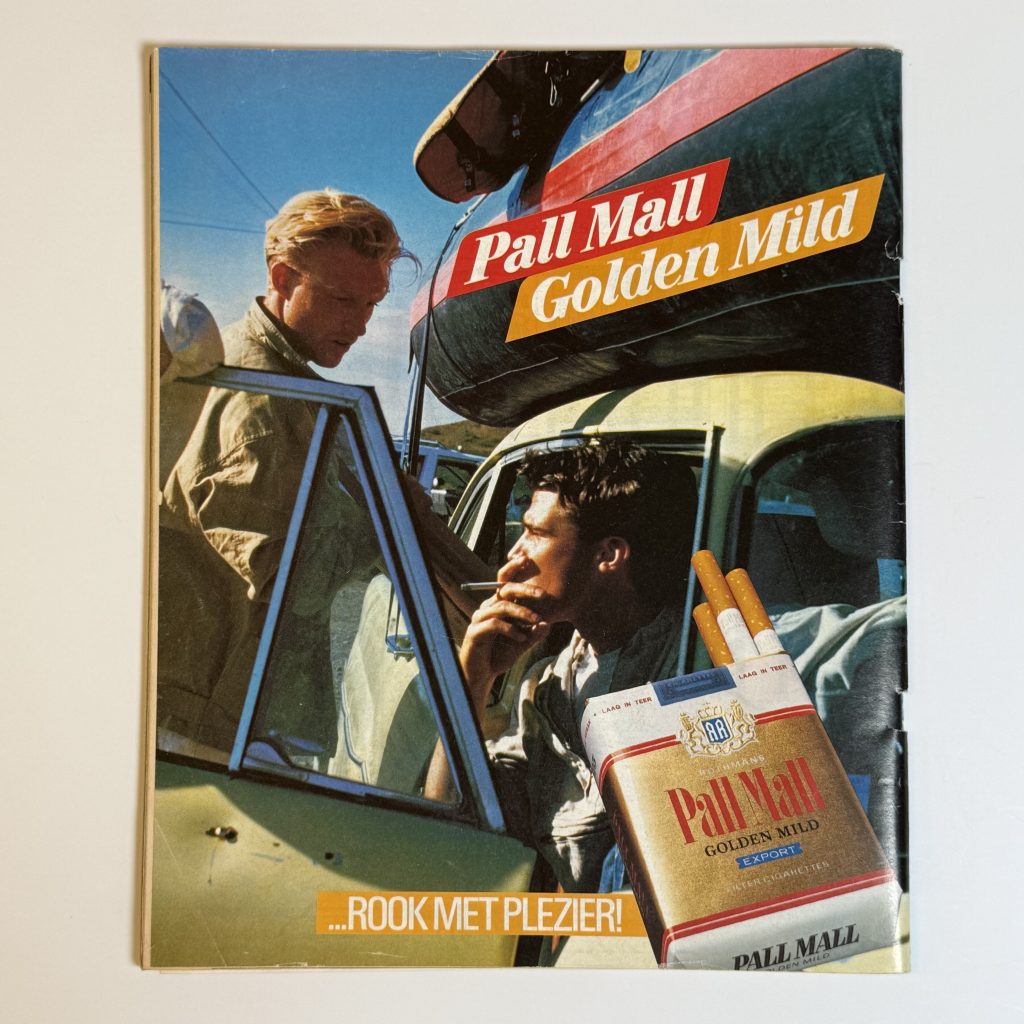 Pall Mall
Golden Mild
LAAG IN TEER
LAAG IN TEER
ROTHMANS
Pall Mall
GOLDEN MILD
EXPORT
FILTER CIGARETTES
...ROOK MET PLEZIER!
PALL MALL
GOLDEN MILD